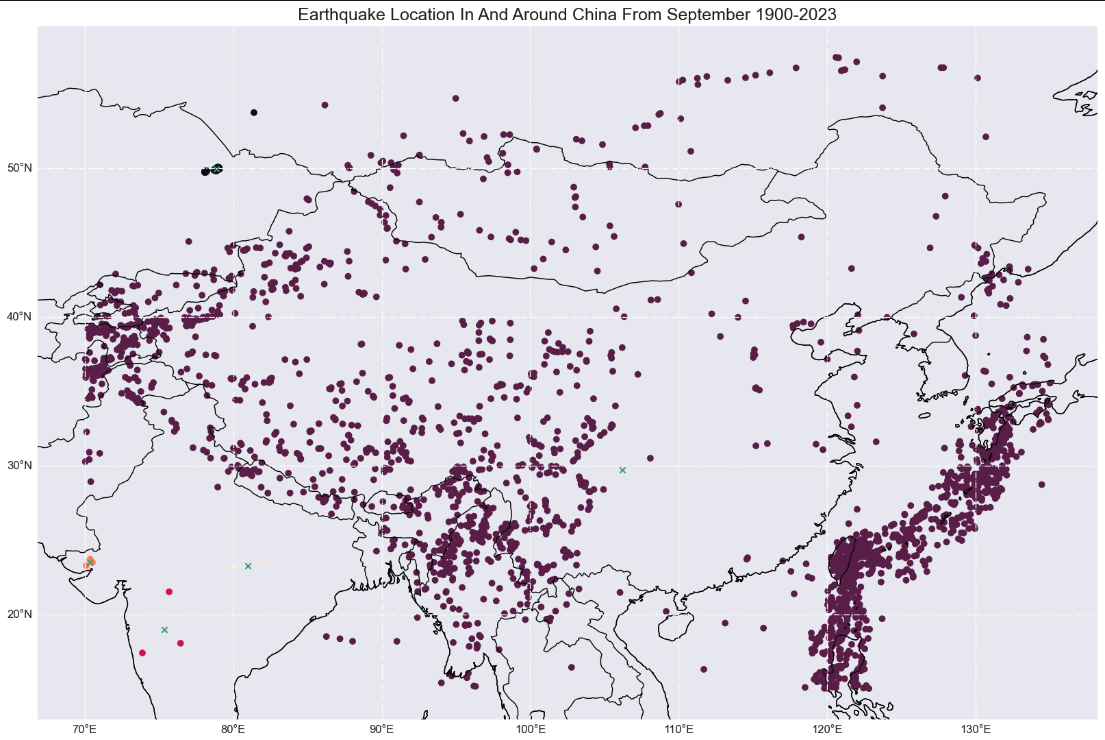 Earthquake Location In And Around China From September 1900-2023
50°N
40°N
30°N
20°N
70°E 80°E 90°E 100°E 110°E 120°E 130°E